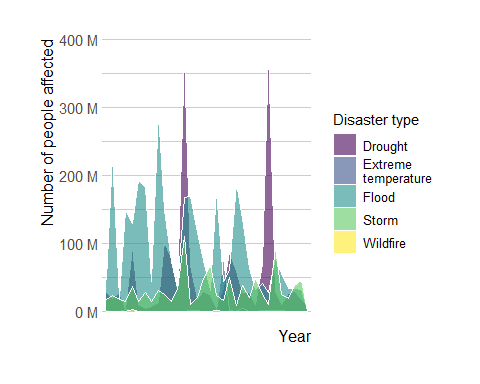 Number of people affected
400 M
300 M
200 M
100 M
0 M
Year
Disaster type
Drought
Extreme
temperature
Flood
Storm
Wildfire